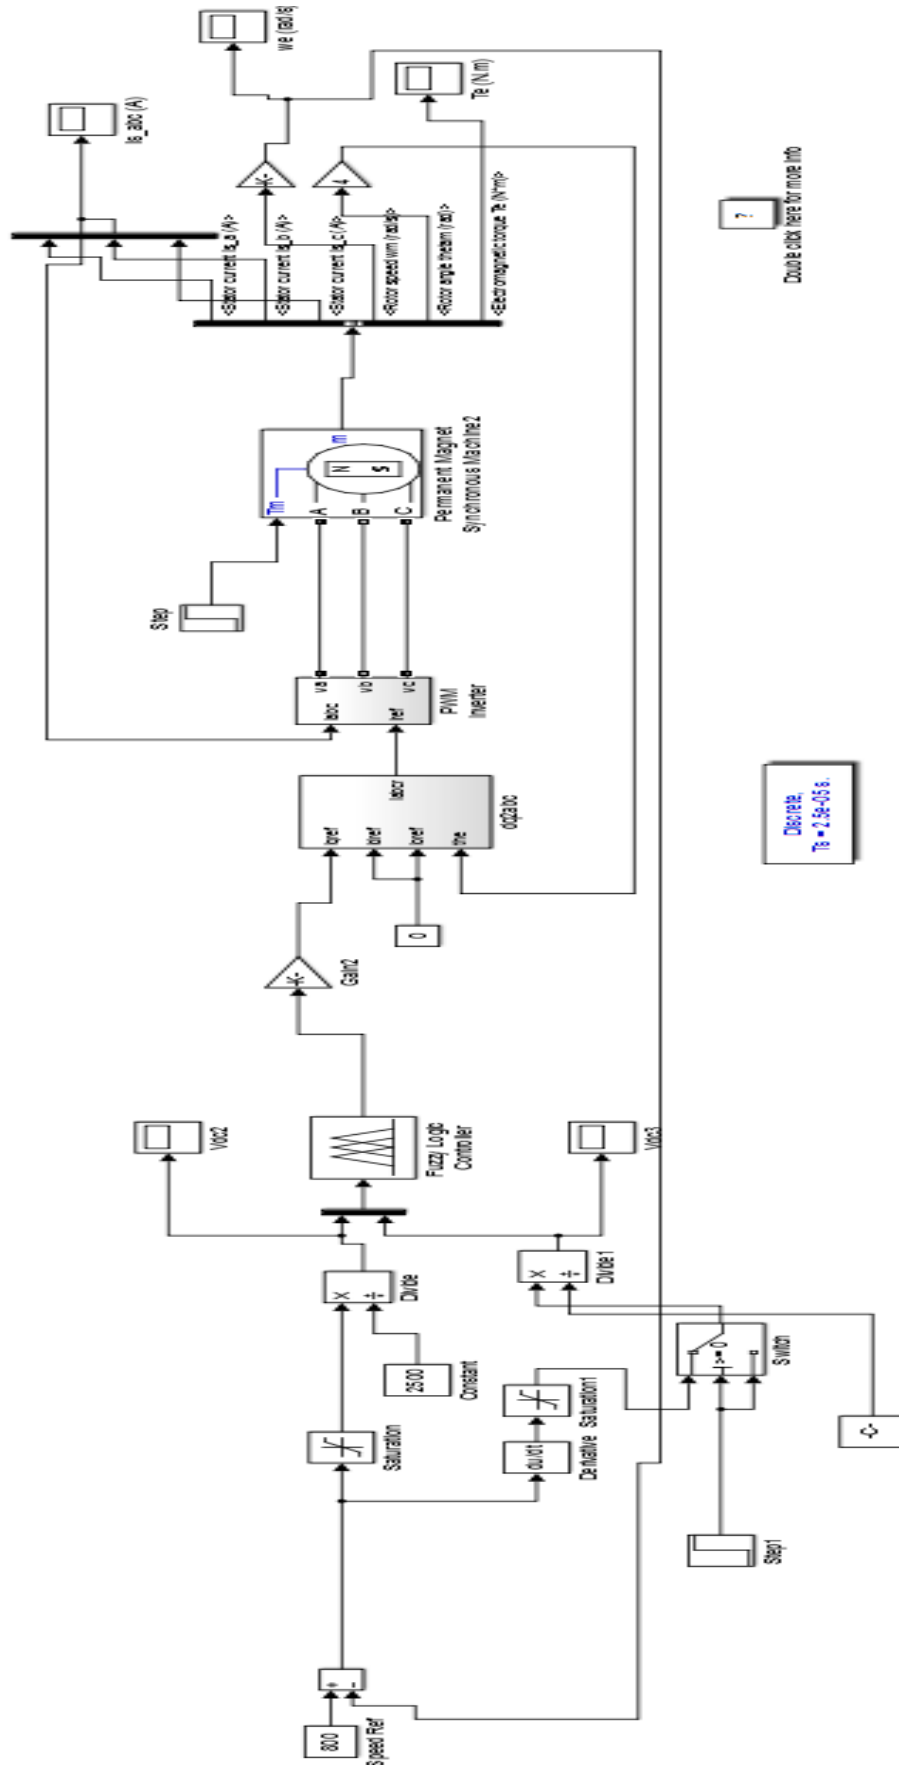 800
Speed Ref
+
−
Saturation
2500
Constant
×
÷
Divide
du/dt
Derivative
Saturation1
Step1
>= 0
Switch
-C-
×
÷
Divide1
Vdc2
Vdc3
Fuzzy Logic
Controller
-K-
Gain2
0
iqref
idref
ioref
the
iabcr
dq2abc
iabc
iref
va
vb
vc
PWM
Inverter
Step
Tm
A
B
C
N
S
m
Permanent Magnet
Synchronous Machine2
<Stator current is_a (A)>
<Stator current is_b (A)>
<Stator current is_c (A)>
<Rotor speed wm (rad/s)>
<Rotor angle thetam (rad)>
<Electromagnetic torque Te (N*m)>
-K-
4
is_abc (A)
we (rad/s)
Te (N.m)
Discrete,
Ts = 2.5e-05 s.
?
Double click here for more info